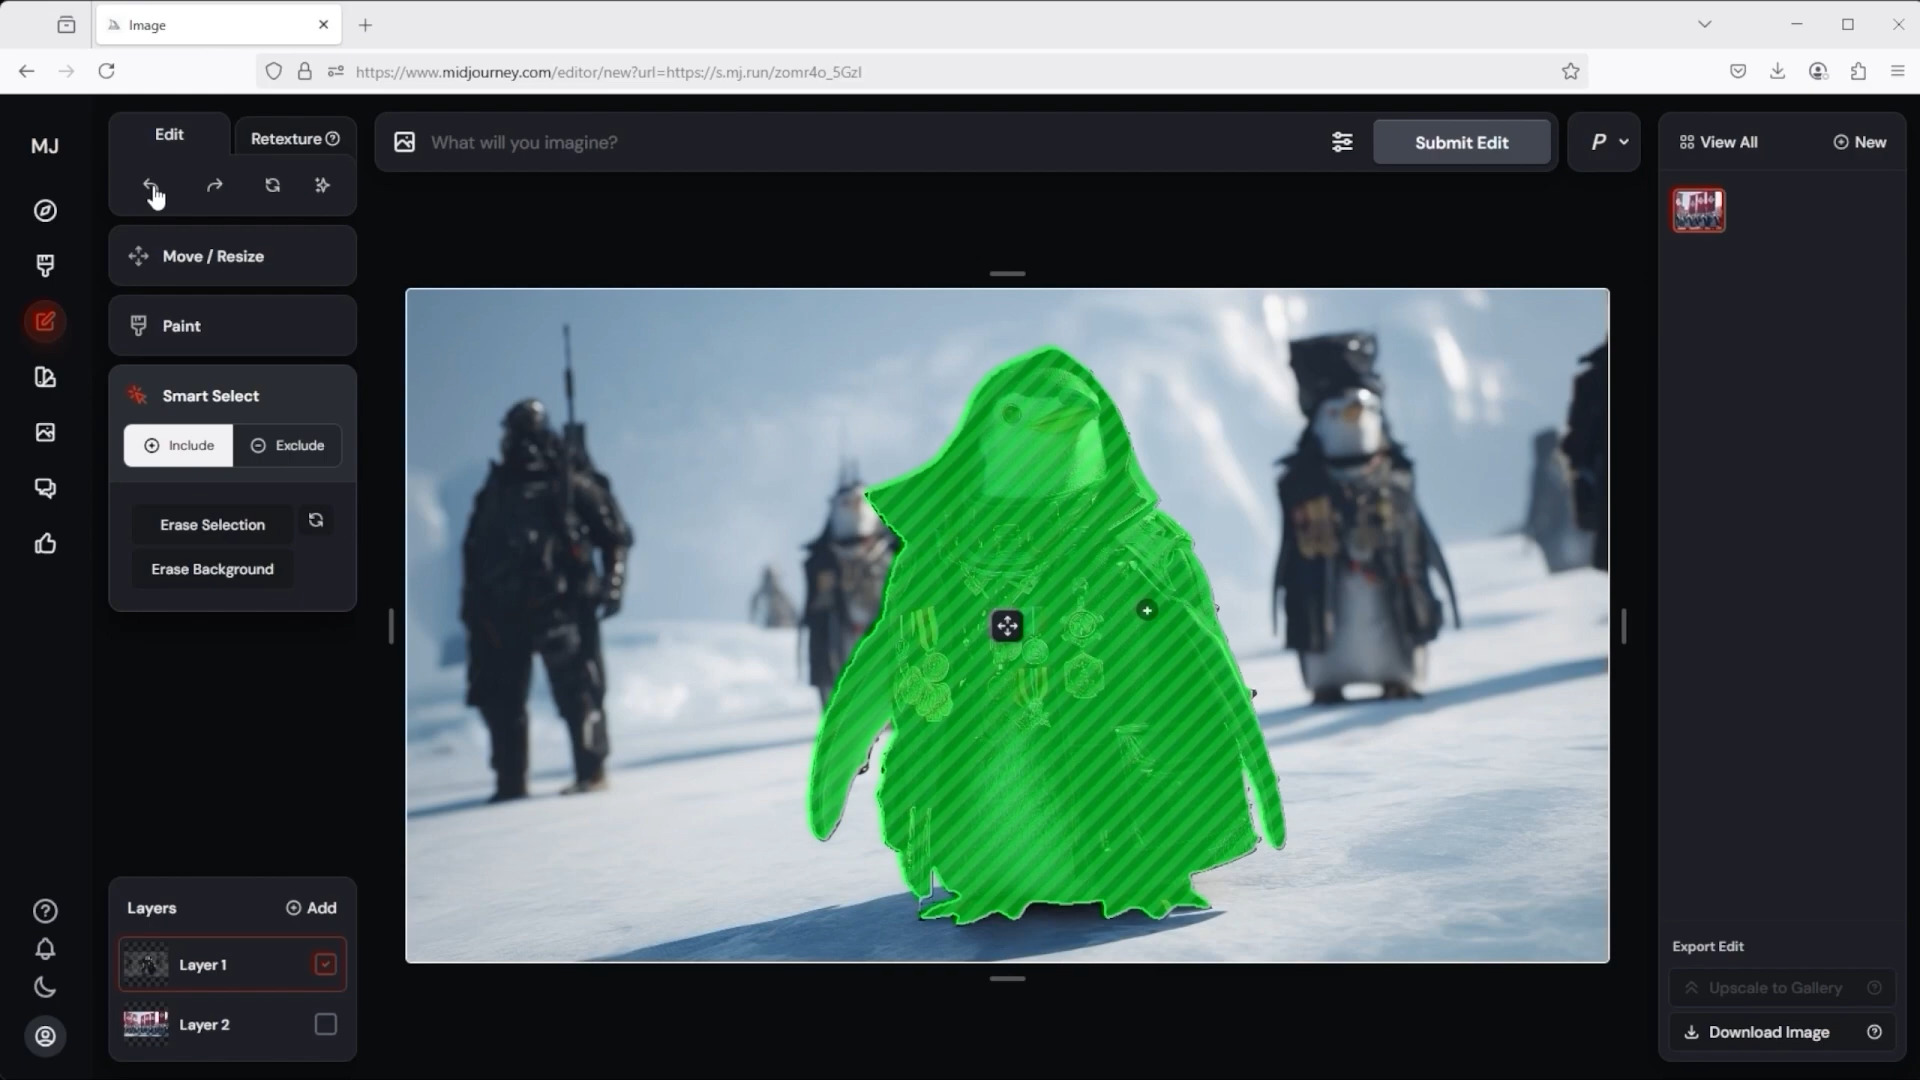 Image
https://www.midjourney.com/editor/new?url=https://s.mj.run/zomr4o_5GzI
MJ
Edit
Retexture
What will you imagine?
Submit Edit
P
View All
New
Move / Resize
Paint
Smart Select
Include
Exclude
Erase Selection
Erase Background
Layers
Add
Layer 1
Layer 2
Export Edit
Upscale to Gallery
Download Image